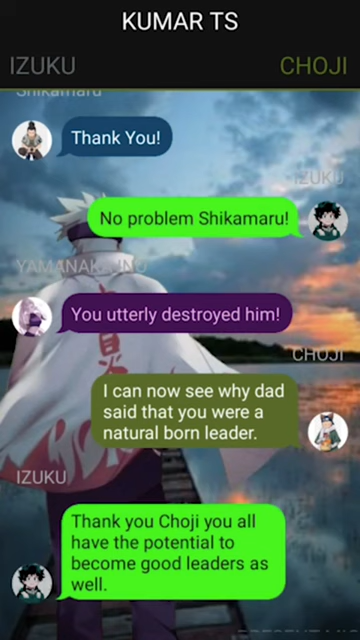 KUMAR TS
IZUKU
CHOJI
Shikamaru
Thank You!
IZUKU
No problem Shikamaru!
YAMANAKA INO
You utterly destroyed him!
CHOJI
I can now see why dad
said that you were a
natural born leader.
IZUKU
Thank you Choji you all
have the potential to
become good leaders as
well.